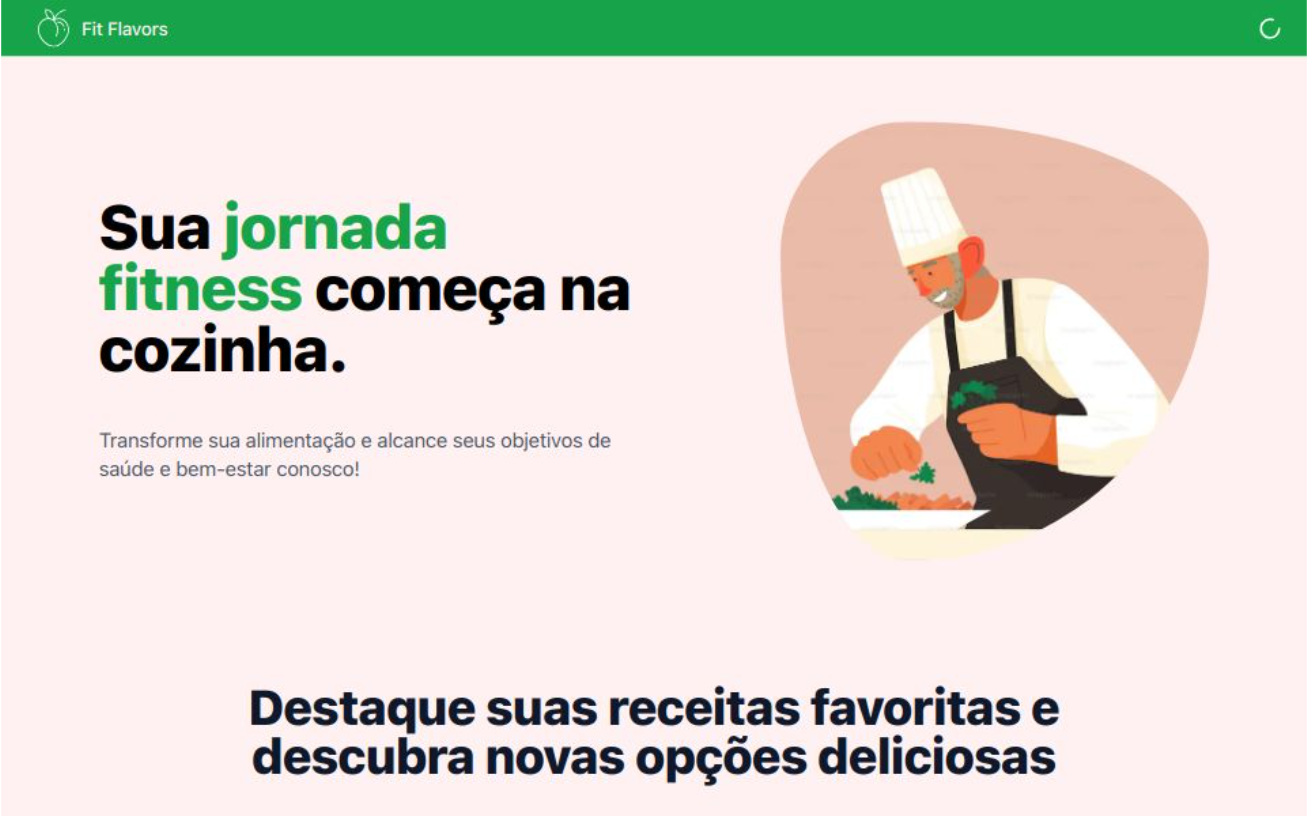 Fit Flavors
Sua jornada
fitness começa na
cozinha.
Transforme sua alimentação e alcance seus objetivos de
saúde e bem-estar conosco!
Destaque suas receitas favoritas e
descubra novas opções deliciosas